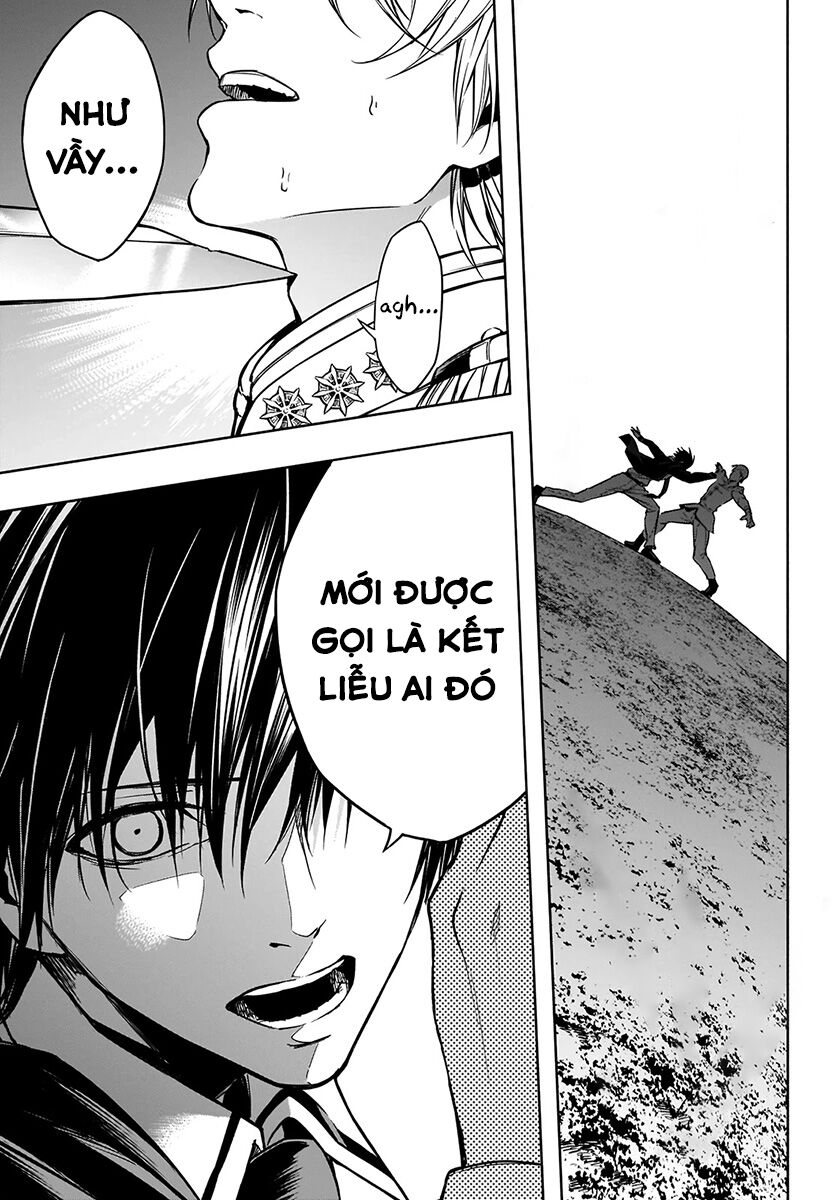 NHƯ
VẦY...
agh...
MỚI ĐƯỢC
GỌI LÀ KẾT
LIỄU AI ĐÓ